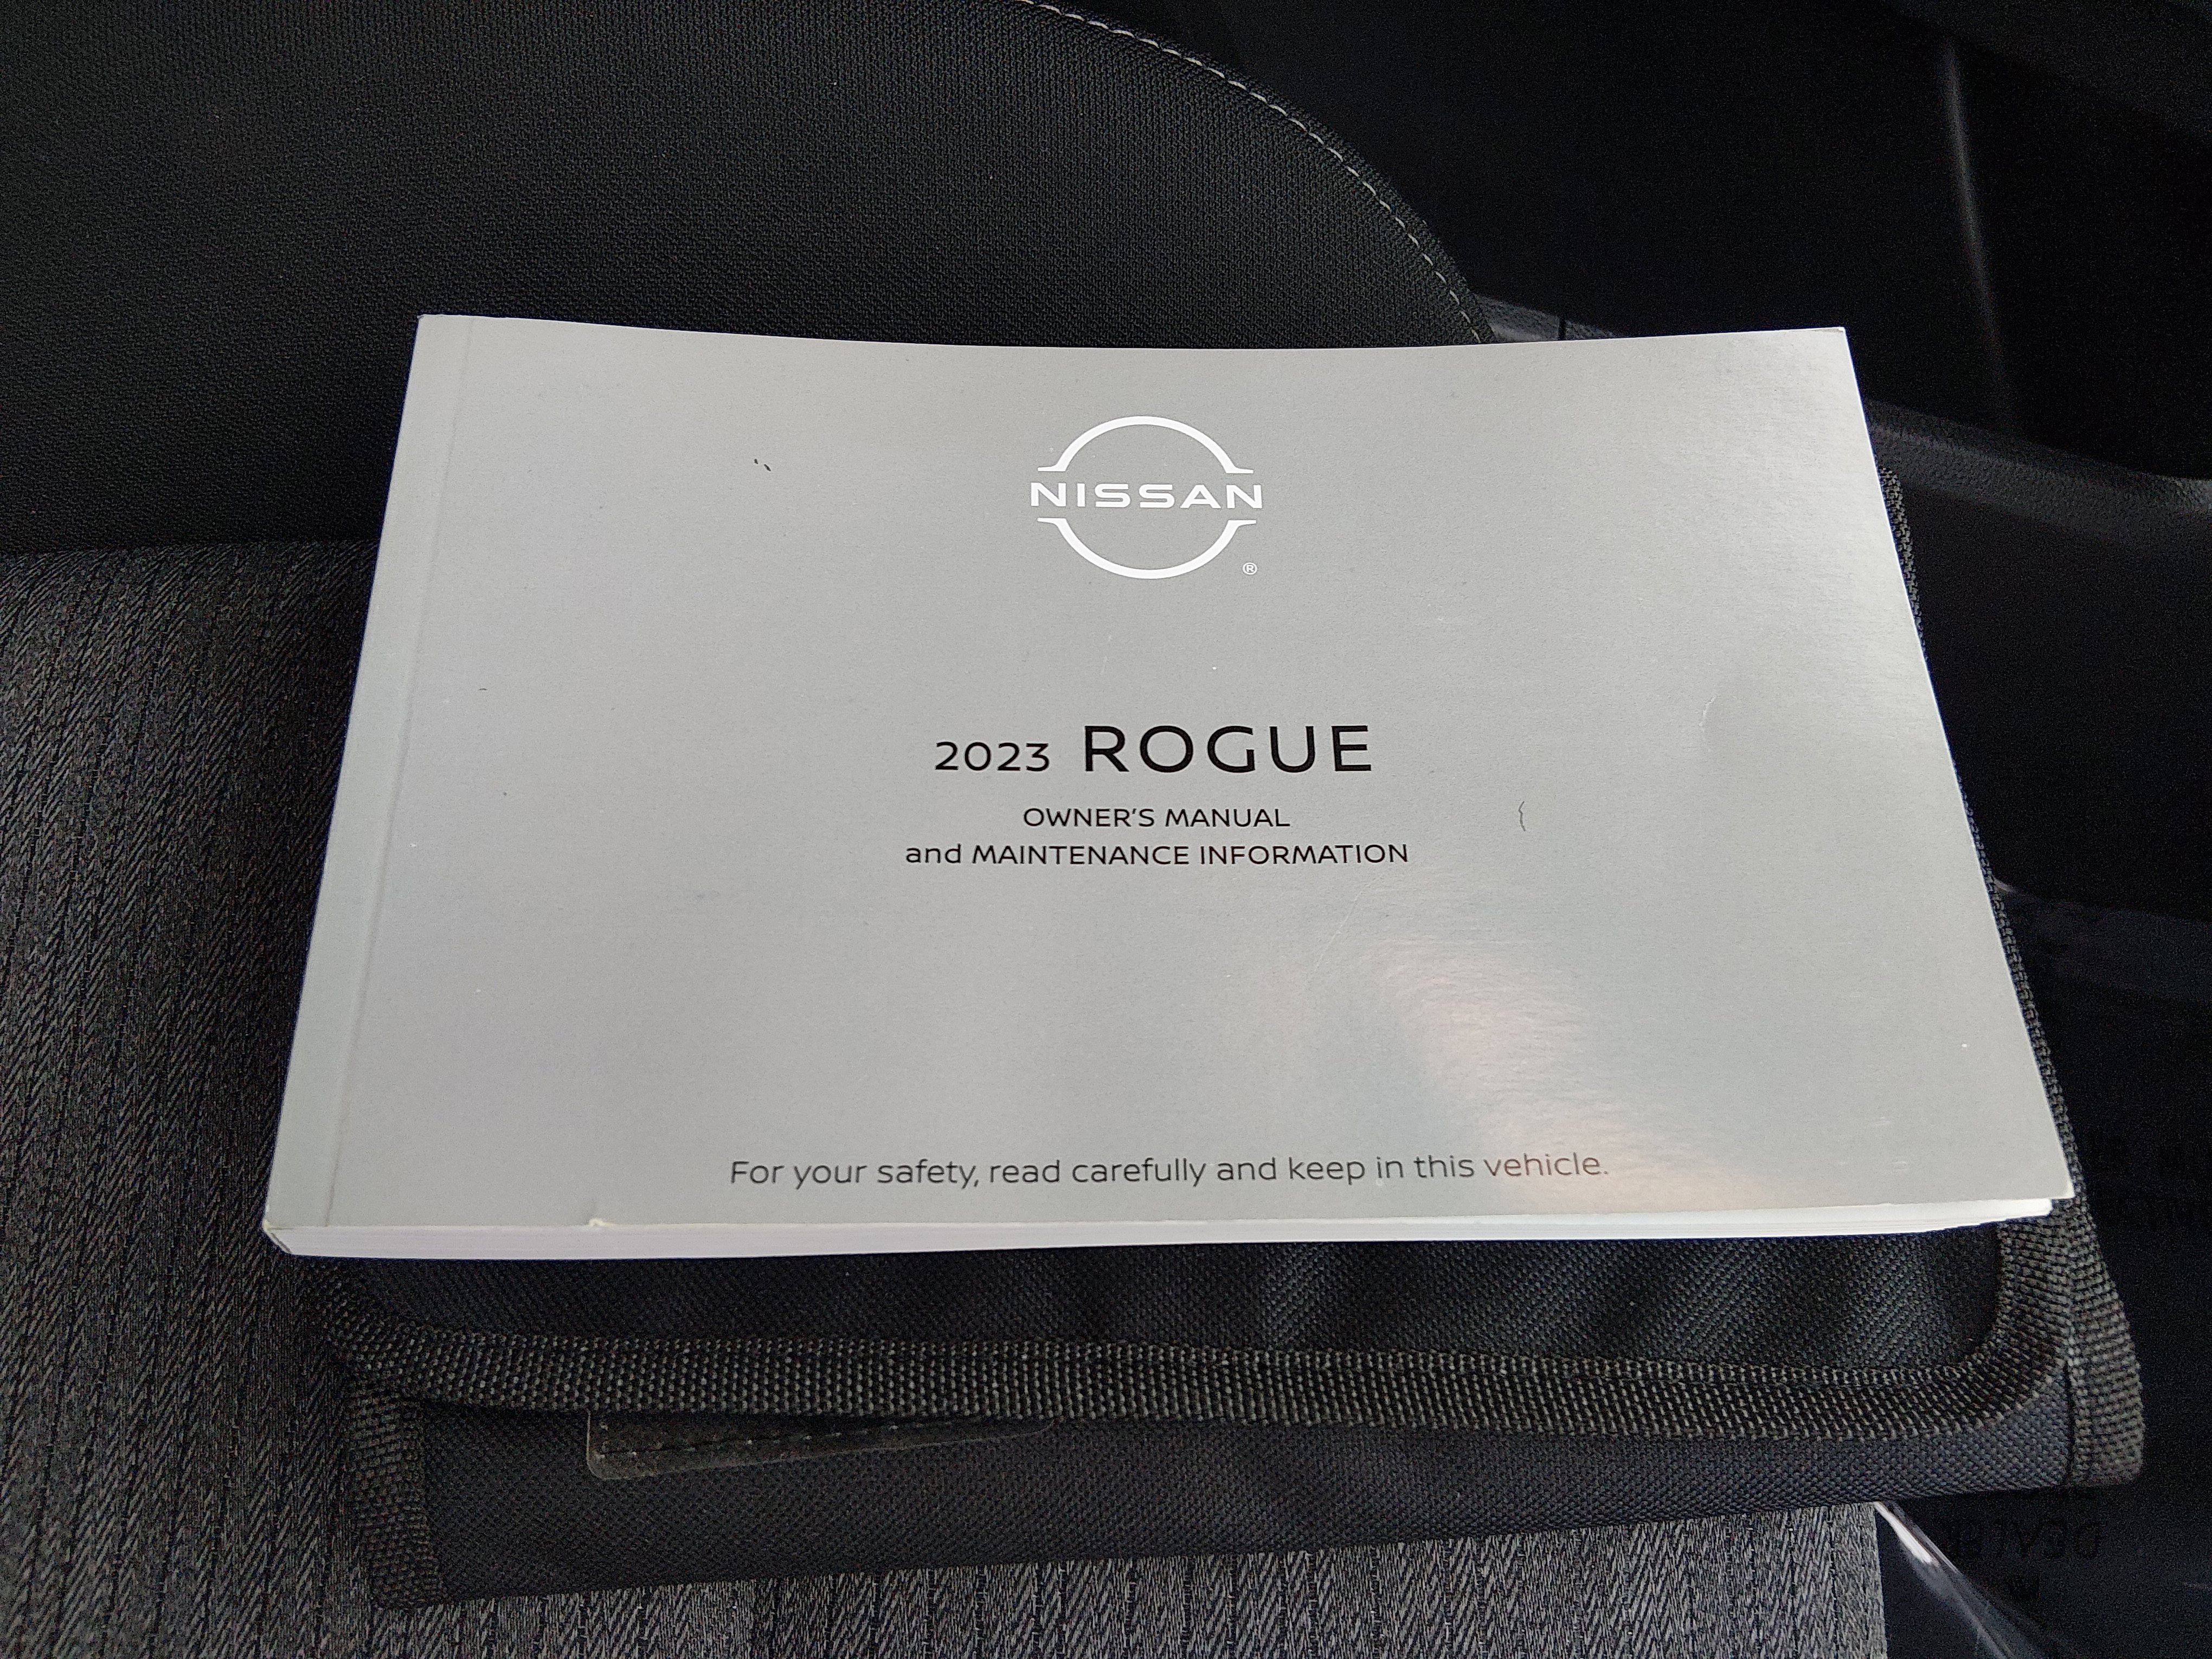 NISSAN
®
2023 ROGUE
OWNER'S MANUAL
and MAINTENANCE INFORMATION
For your safety, read carefully and keep in this vehicle.